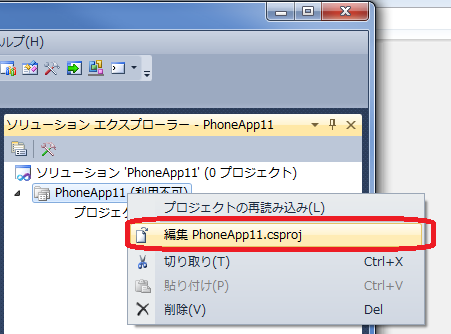 ルプ(H)
ソリューション エクスプローラー - PhoneApp11
ソリューション 'PhoneApp11' (0 プロジェクト)
PhoneApp11 (利用不可)
プロジェク
プロジェクトの再読み込み(L)
編集 PhoneApp11.csproj
切り取り(T) Ctrl+X
貼り付け(P) Ctrl+V
削除(V) Del